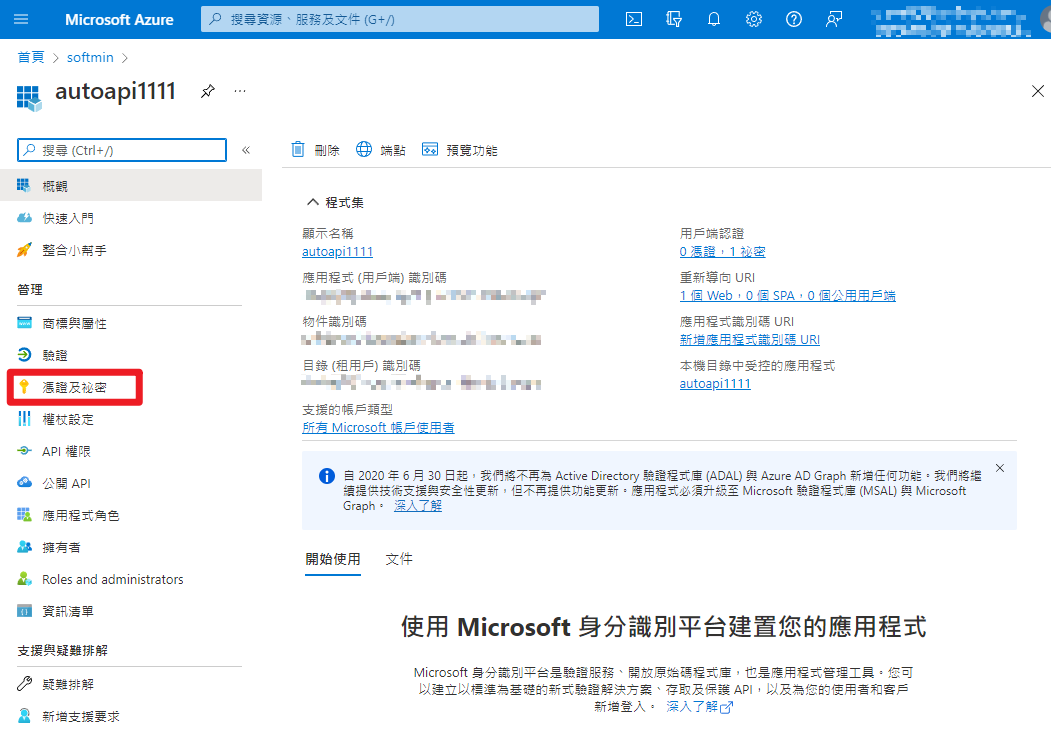 Microsoft Azure
搜尋資源、服務及文件 (G+/)
首頁
softmin
autoapi1111
搜尋 (Ctrl+/)
概觀
快速入門
整合小幫手
管理
商標與屬性
驗證
憑證及祕密
權杖設定
API 權限
公開 API
應用程式角色
擁有者
Roles and administrators
資訊清單
支援與疑難排解
疑難排解
新增支援要求
刪除
端點
預覽功能
程式集
顯示名稱
autoapi1111
應用程式 (用戶端) 識別碼
物件識別碼
目錄 (租用戶) 識別碼
支援的帳戶類型
所有 Microsoft 帳戶使用者
用戶端認證
0 憑證，1 祕密
重新導向 URI
1 個 Web，0 個 SPA，0 個公用用戶端
應用程式識別碼 URI
新增應用程式識別碼 URI
本機目錄中受控的應用程式
autoapi1111
自 2020 年 6 月 30 日起，我們將不再為 Active Directory 驗證程式庫 (ADAL) 與 Azure AD Graph 新增任何功能。我們將繼
續提供技術支援與安全性更新，但不再提供功能更新。應用程式必須升級至 Microsoft 驗證程式庫 (MSAL) 與 Microsoft
Graph。 深入了解
開始使用
文件
使用 Microsoft 身分識別平台建置您的應用程式
Microsoft 身分識別平台是驗證服務、開放原始碼程式庫，也是應用程式管理工具。您可
以建立以標準為基礎的新式驗證解決方案、存取及保護 API，以及為您的使用者和客戶
新增登入。 深入了解